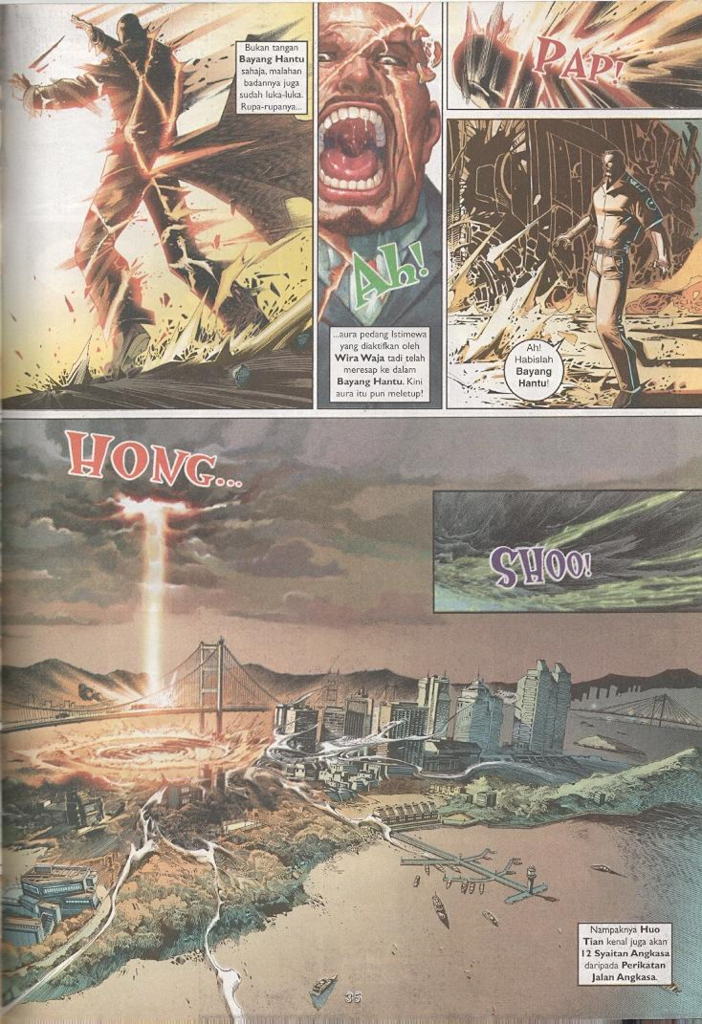 Bukan tangan
Bayang Hantu
sahaja, malahan
badannya juga
sudah luka-luka.
Rupa-rupanya...
Ah!
...aura pedang Istimewa
yang diaktifkan oleh
Wira Waja tadi telah
meresap ke dalam
Bayang Hantu. Kini
aura itu pun meletup!
PAP!
Ah!
Habislah
Bayang
Hantu!
HONG...
SHOO!
Nampaknya Huo
Tian kenal juga akan
12 Syaitan Angkasa
daripada Perikatan
Jalan Angkasa.
35